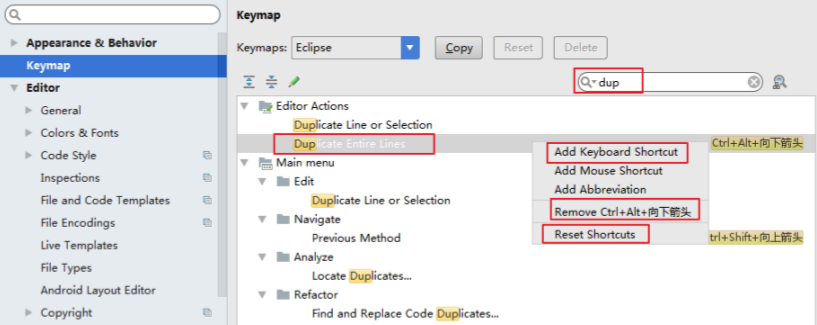 Keymap
Appearance & Behavior
Keymap
Editor
General
Colors & Fonts
Code Style
Inspections
File and Code Templates
File Encodings
Live Templates
File Types
Android Layout Editor
Copyright
Keymaps: Eclipse Copy Reset Delete
dup
Editor Actions
Duplicate Line or Selection
Duplicate Entire Lines Ctrl+Alt+向下箭头
Main menu
Edit
Duplicate Line or Selection
Navigate
Previous Method trl+Shift+向上箭头
Analyze
Locate Duplicates...
Refactor
Find and Replace Code Duplicates...
Add Keyboard Shortcut
Add Mouse Shortcut
Add Abbreviation
Remove Ctrl+Alt+向下箭头
Reset Shortcuts